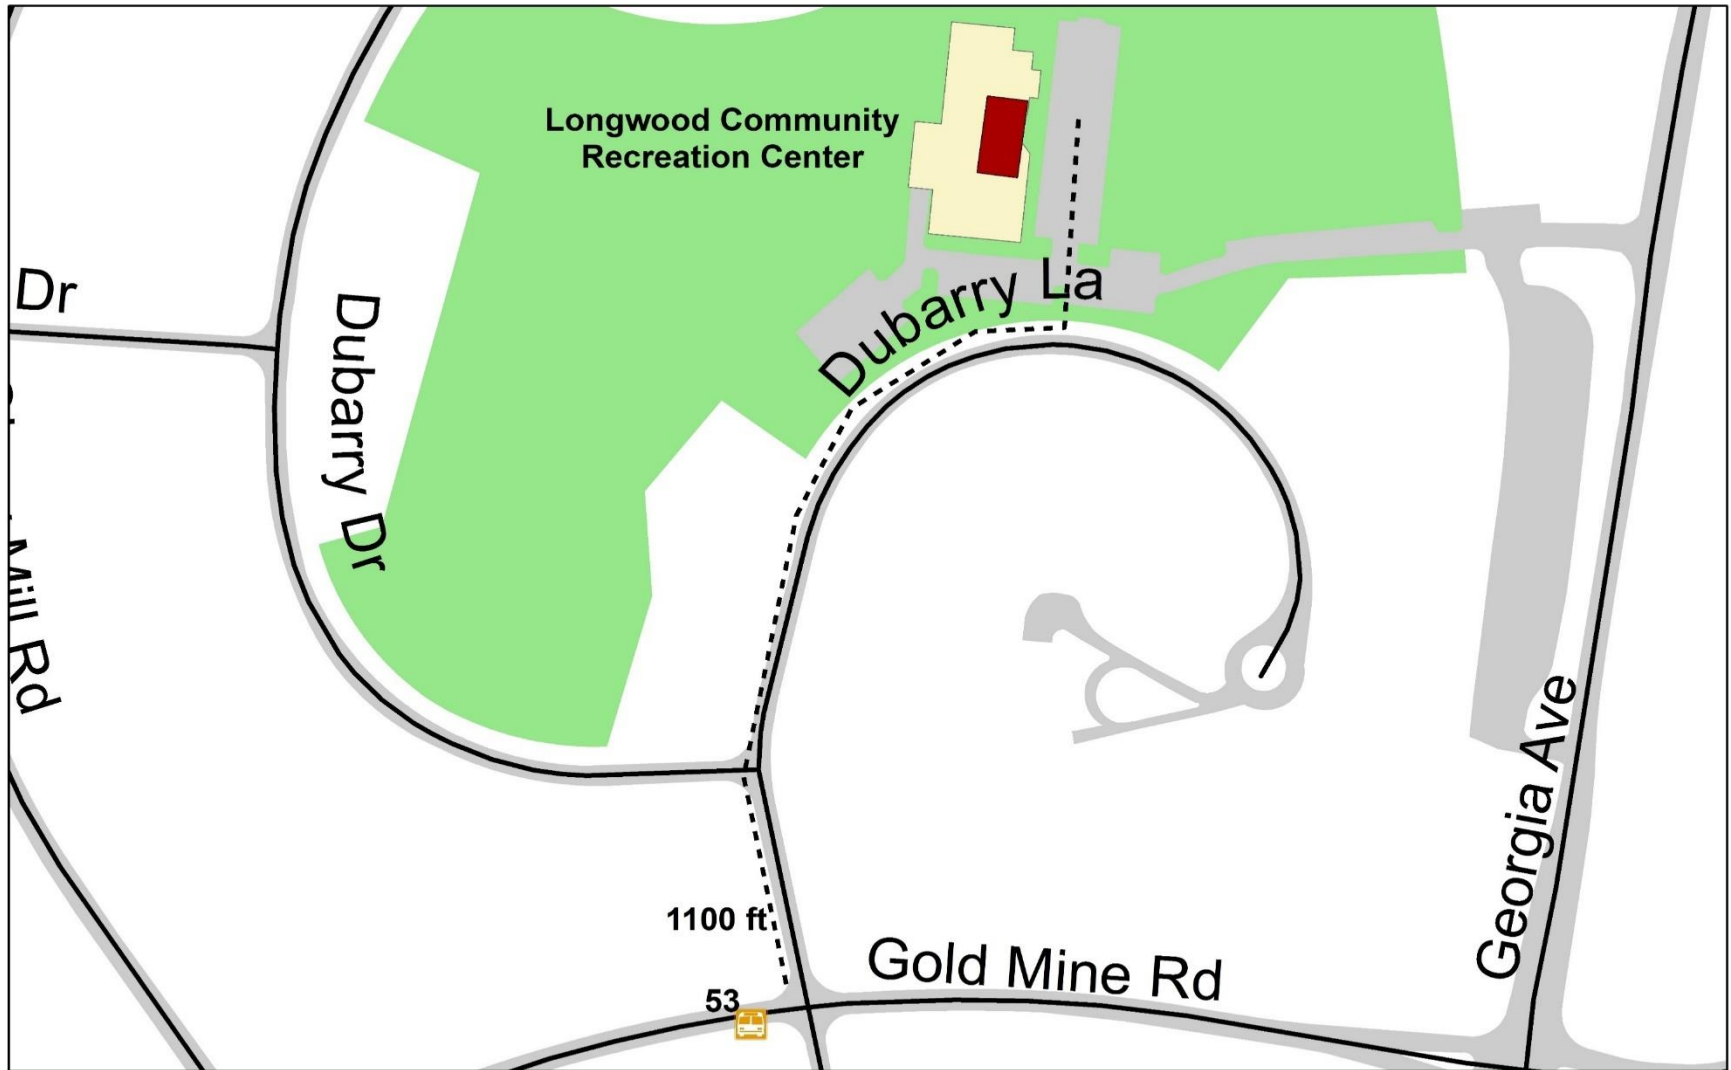 Longwood Community
Recreation Center
Dubarry La
Dr
Dubarry Dr
Mill Rd
Georgia Ave
1100 ft
Gold Mine Rd
53